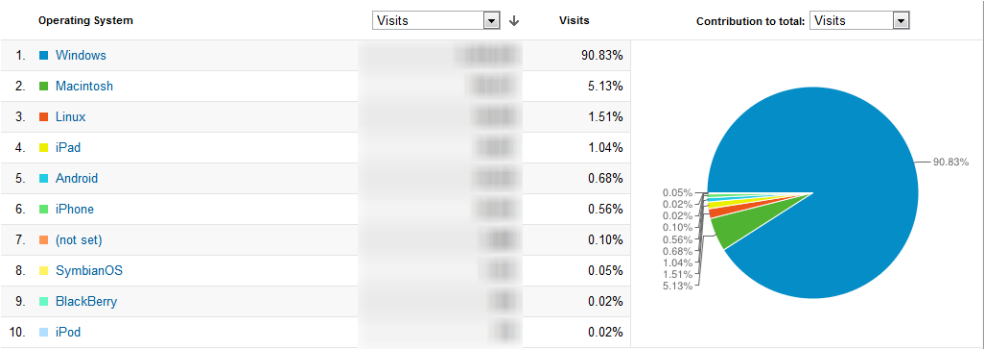 Operating System Visits Visits Contribution to total: Visits
1. Windows 90.83%
2. Macintosh 5.13%
3. Linux 1.51%
4. iPad 1.04%
5. Android 0.68%
6. iPhone 0.56%
7. (not set) 0.10%
8. SymbianOS 0.05%
9. BlackBerry 0.02%
10. iPod 0.02%
90.83%
0.05%
0.02%
0.02%
0.10%
0.56%
0.68%
1.04%
1.51%
5.13%